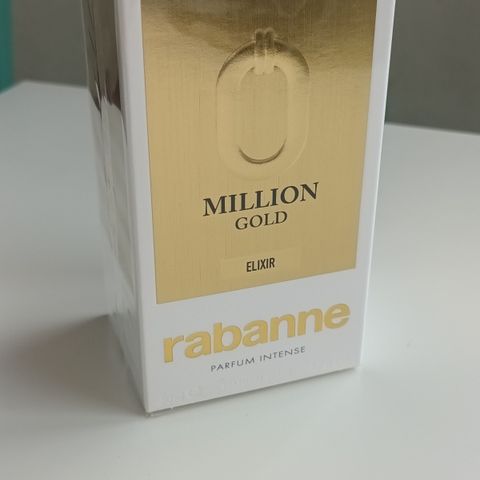 MILLION
GOLD
ELIXIR
rabanne
PARFUM INTENSE